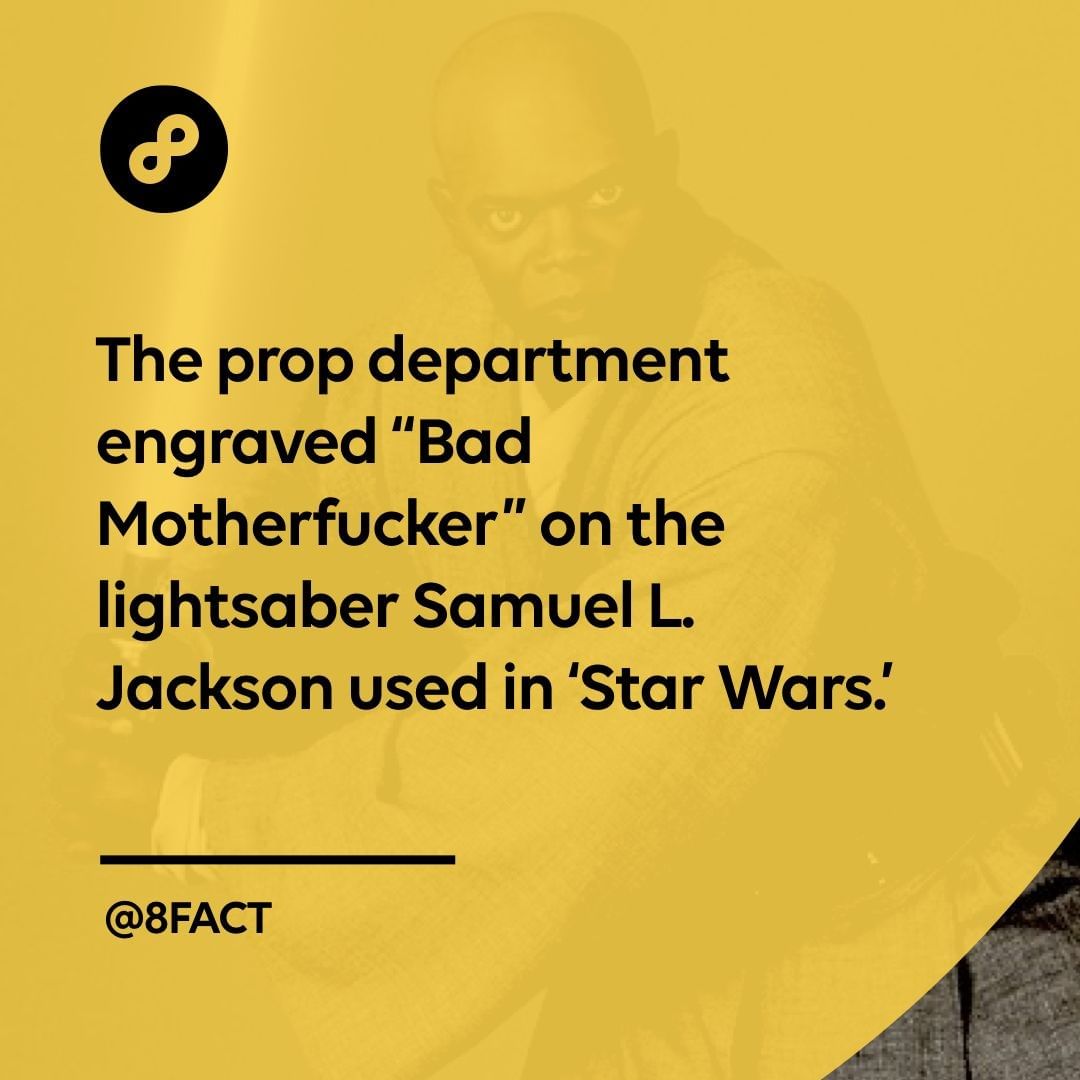 The prop department
engraved “Bad
Motherfucker” on the
lightsaber Samuel L.
Jackson used in ‘Star Wars.’
@8FACT